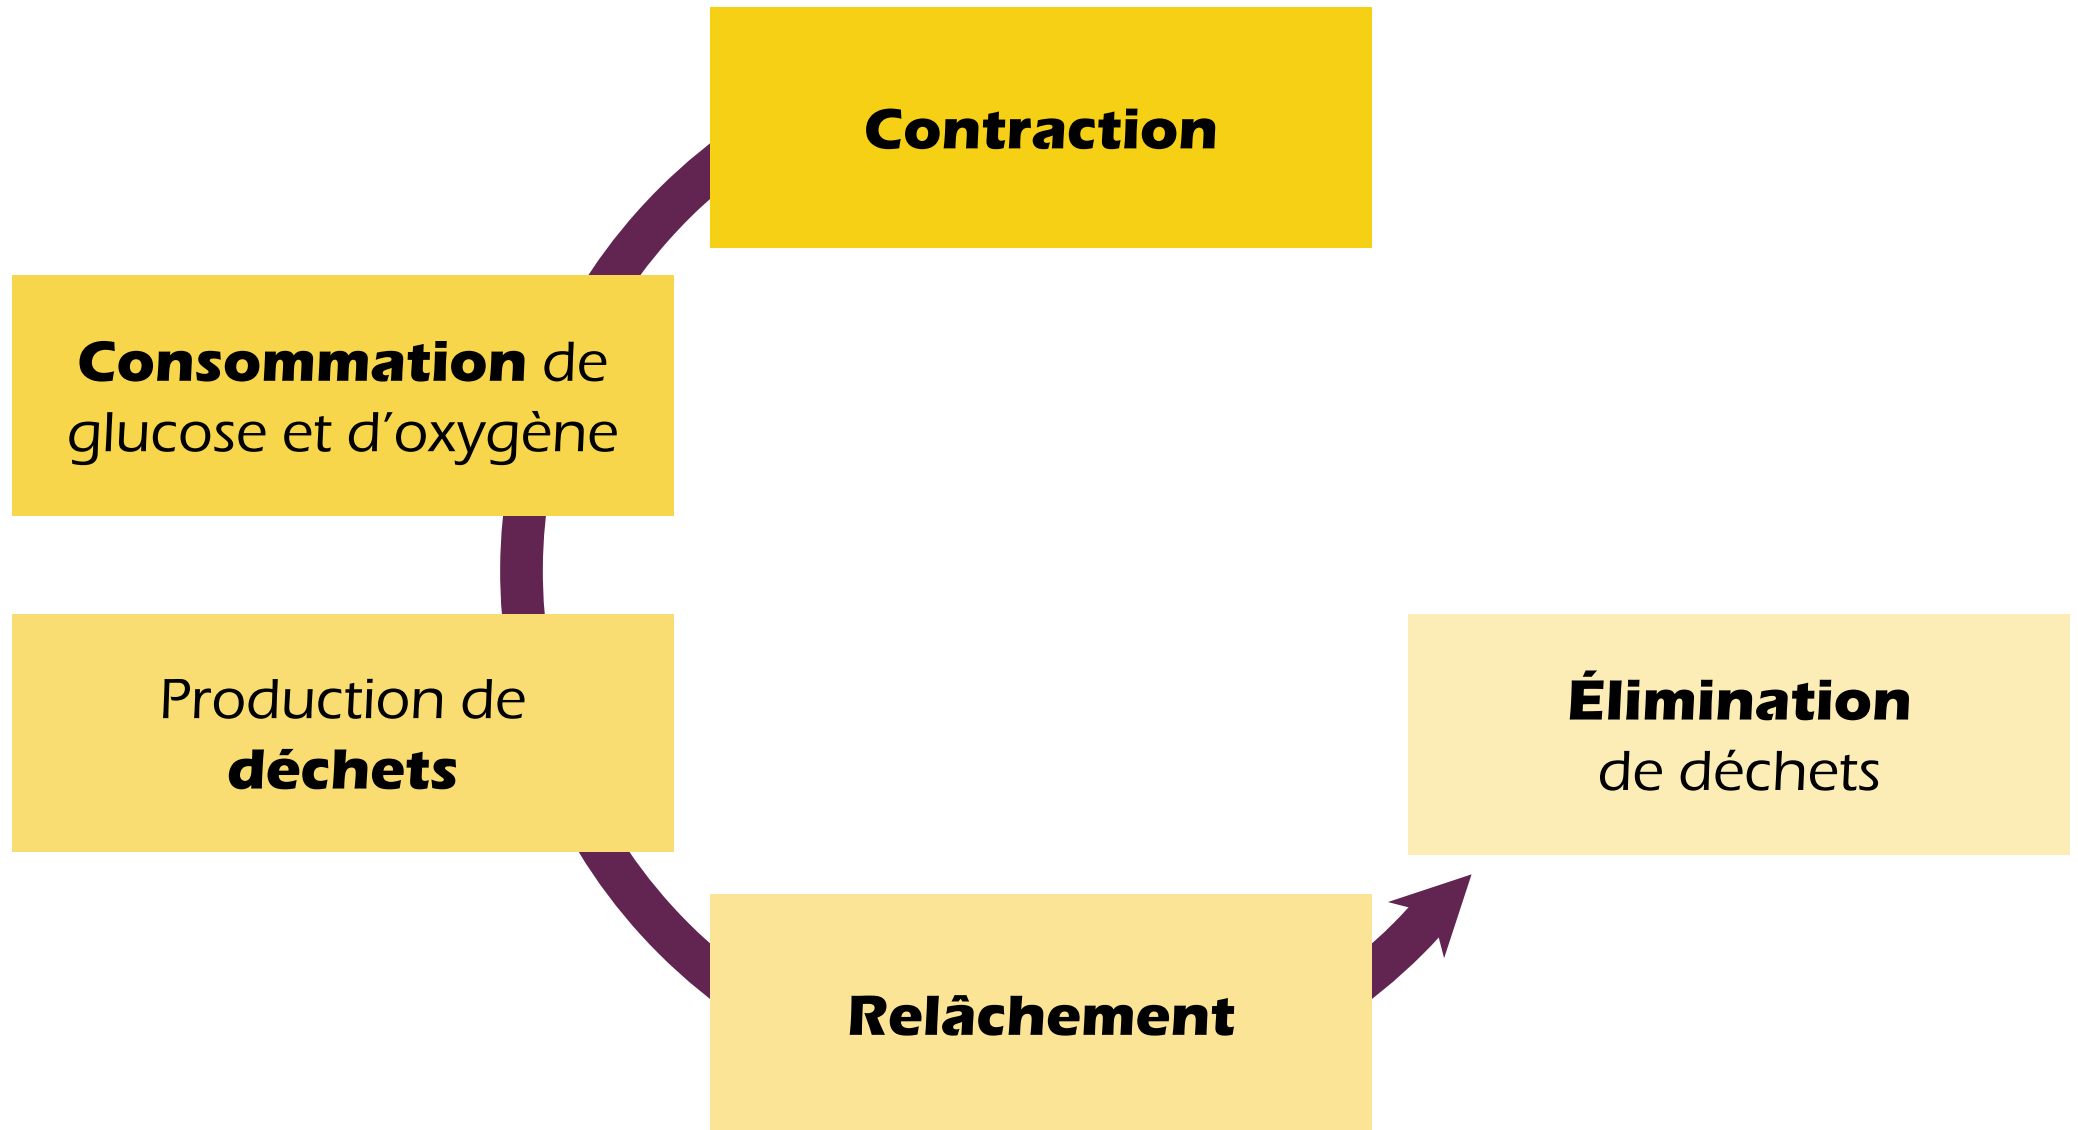 Contraction
Consommation de
glucose et d’oxygène
Production de
déchets
Relâchement
Élimination
de déchets